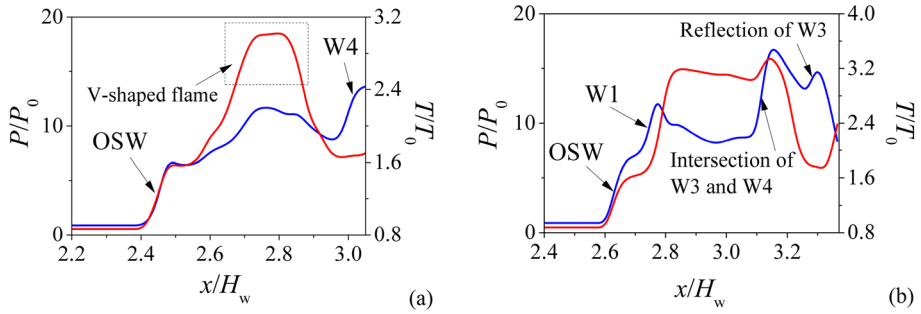 20
10
0
P/P0
3.2
2.4
1.6
0.8
T/T0
V-shaped flame
W4
OSW
2.2 2.4 2.6 2.8 3.0
x/Hw
(a)
20
10
0
P/P0
4.0
3.2
2.4
1.6
0.8
T/T0
Reflection of W3
W1
OSW
Intersection of
W3 and W4
2.4 2.6 2.8 3.0 3.2
x/Hw
(b)